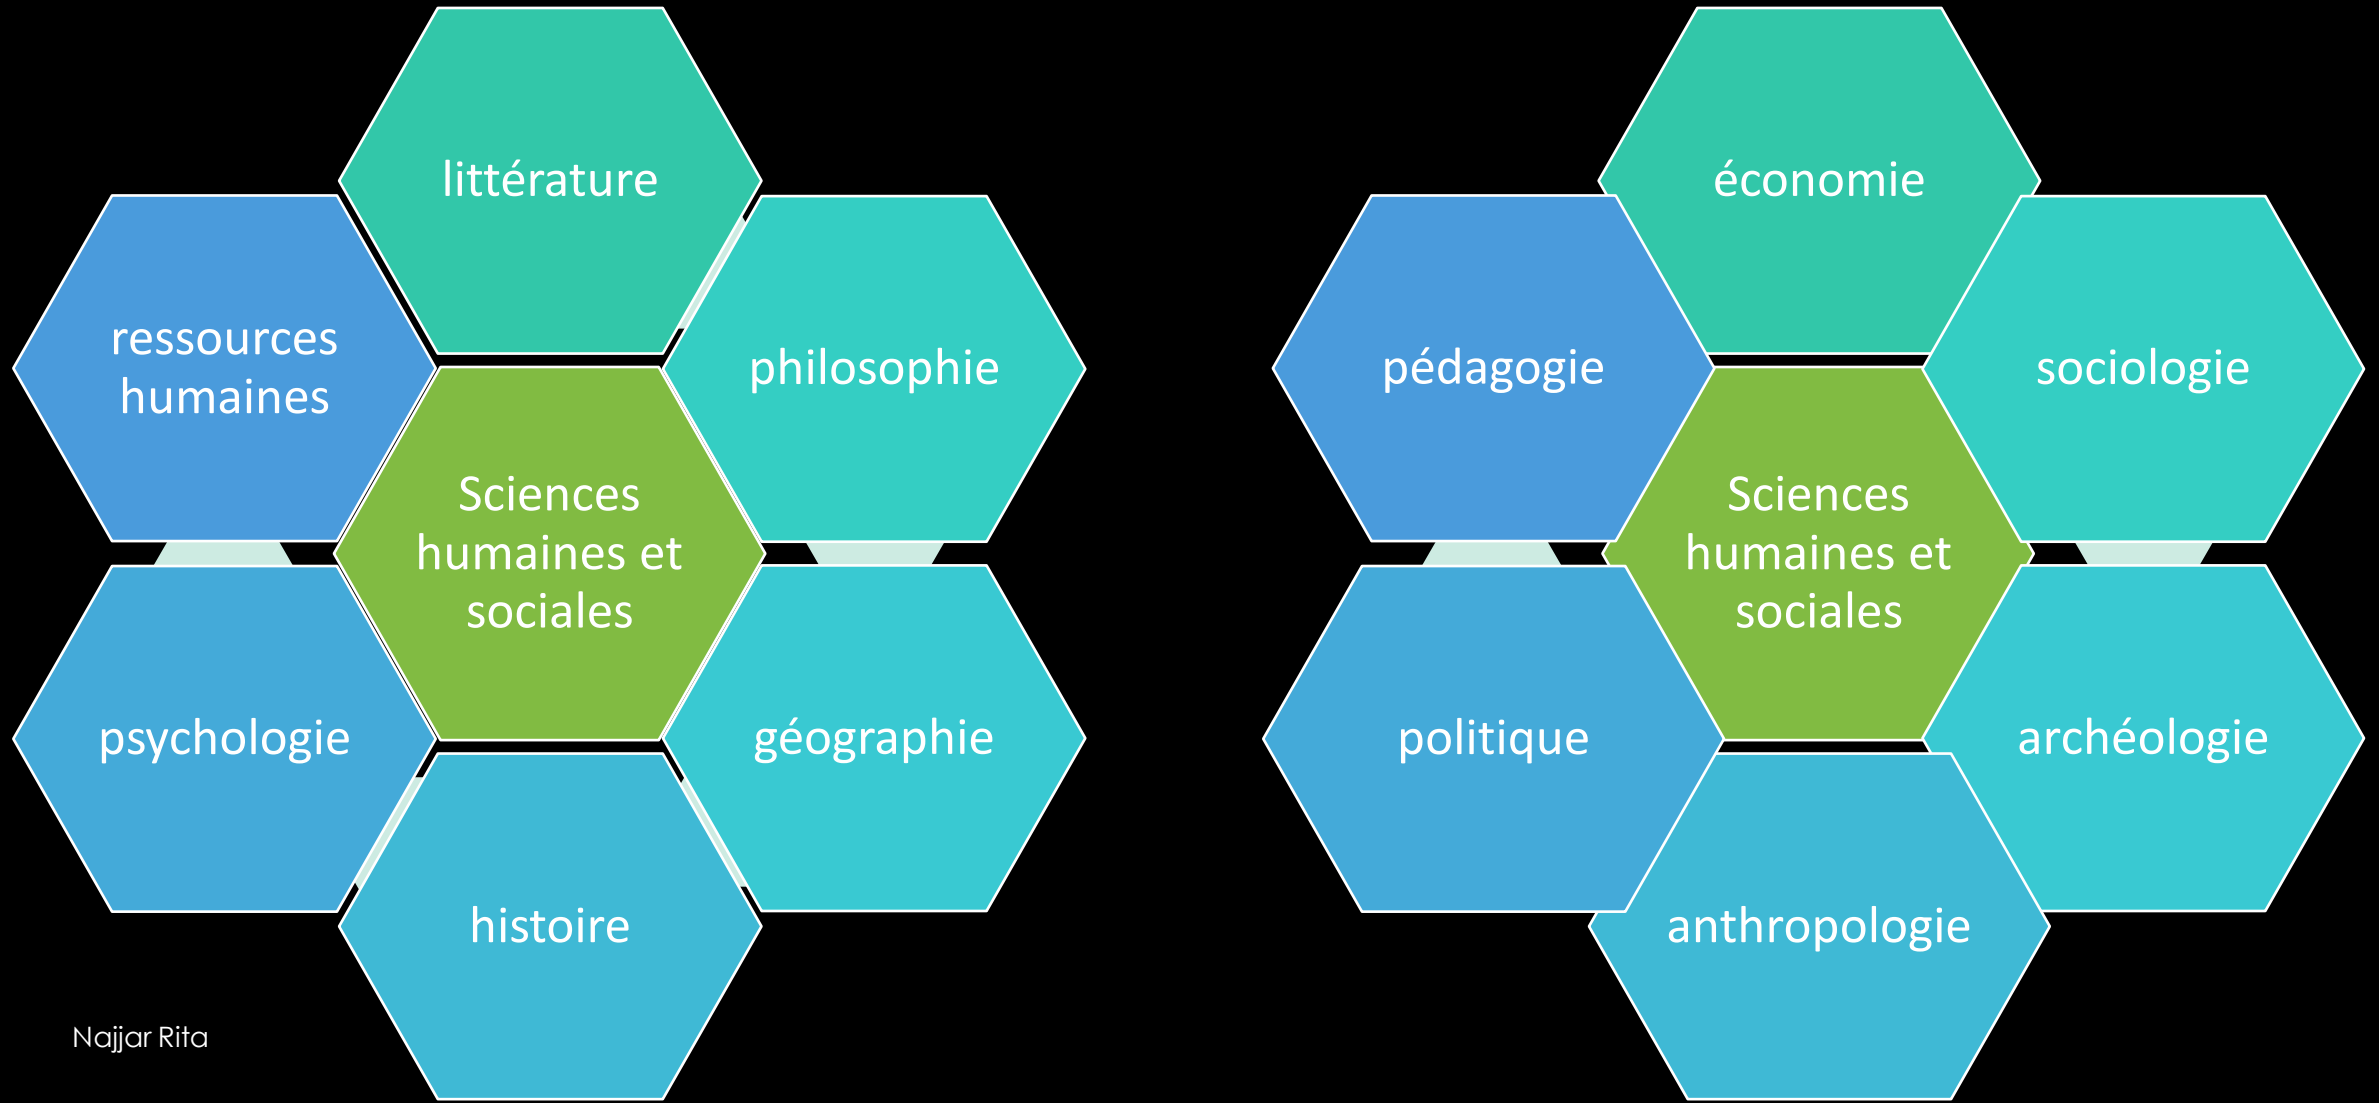 littérature
philosophie
géographie
histoire
psychologie
ressources
humaines
Sciences
humaines et
sociales
économie
sociologie
archéologie
anthropologie
politique
pédagogie
Sciences
humaines et
sociales
Najjar Rita